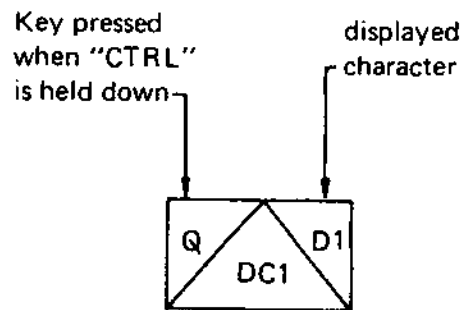 Key pressed
when "CTRL"
is held down
displayed
character
Q
D1
DC1